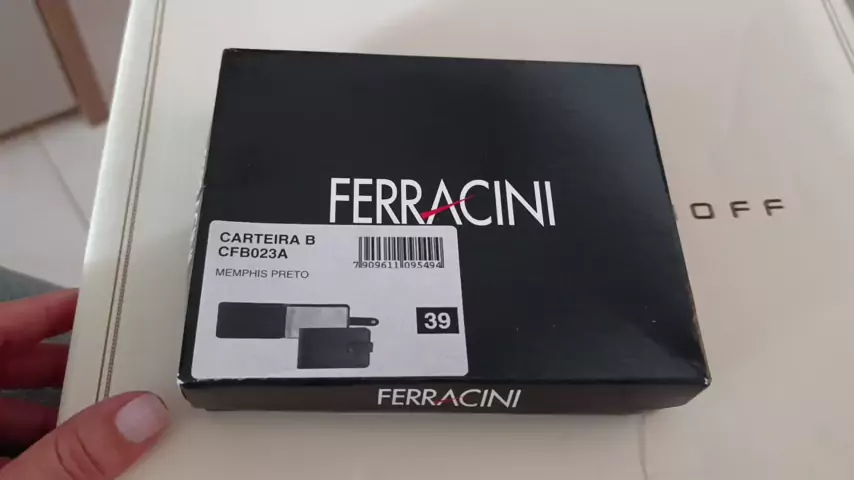 FERRACINI
CARTEIRA B
CFB023A
MEMPHIS PRETO
7909611095494
39
FERRACINI
OFF